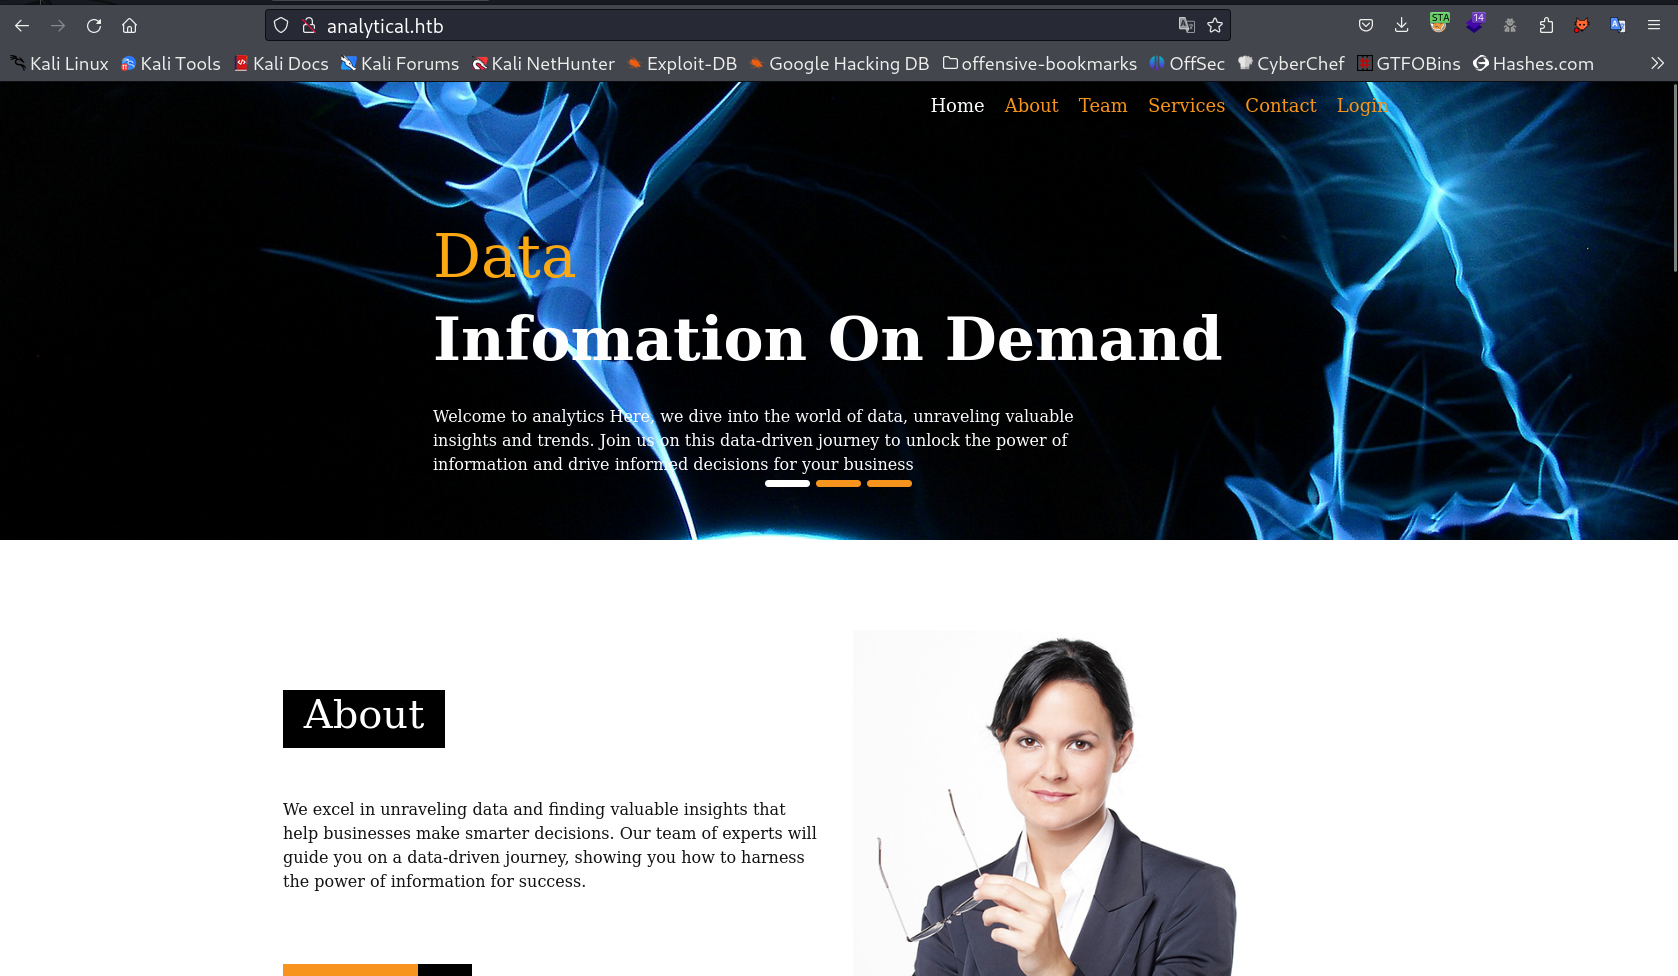 analytical.htb
STA
14
Kali Linux Kali Tools Kali Docs Kali Forums Kali NetHunter Exploit-DB Google Hacking DB offensive-bookmarks OffSec CyberChef GTFOBins Hashes.com
Home About Team Services Contact Login
Data
Infomation On Demand
Welcome to analytics Here, we dive into the world of data, unraveling valuable
insights and trends. Join us on this data-driven journey to unlock the power of
information and drive informed decisions for your business
About
We excel in unraveling data and finding valuable insights that
help businesses make smarter decisions. Our team of experts will
guide you on a data-driven journey, showing you how to harness
the power of information for success.